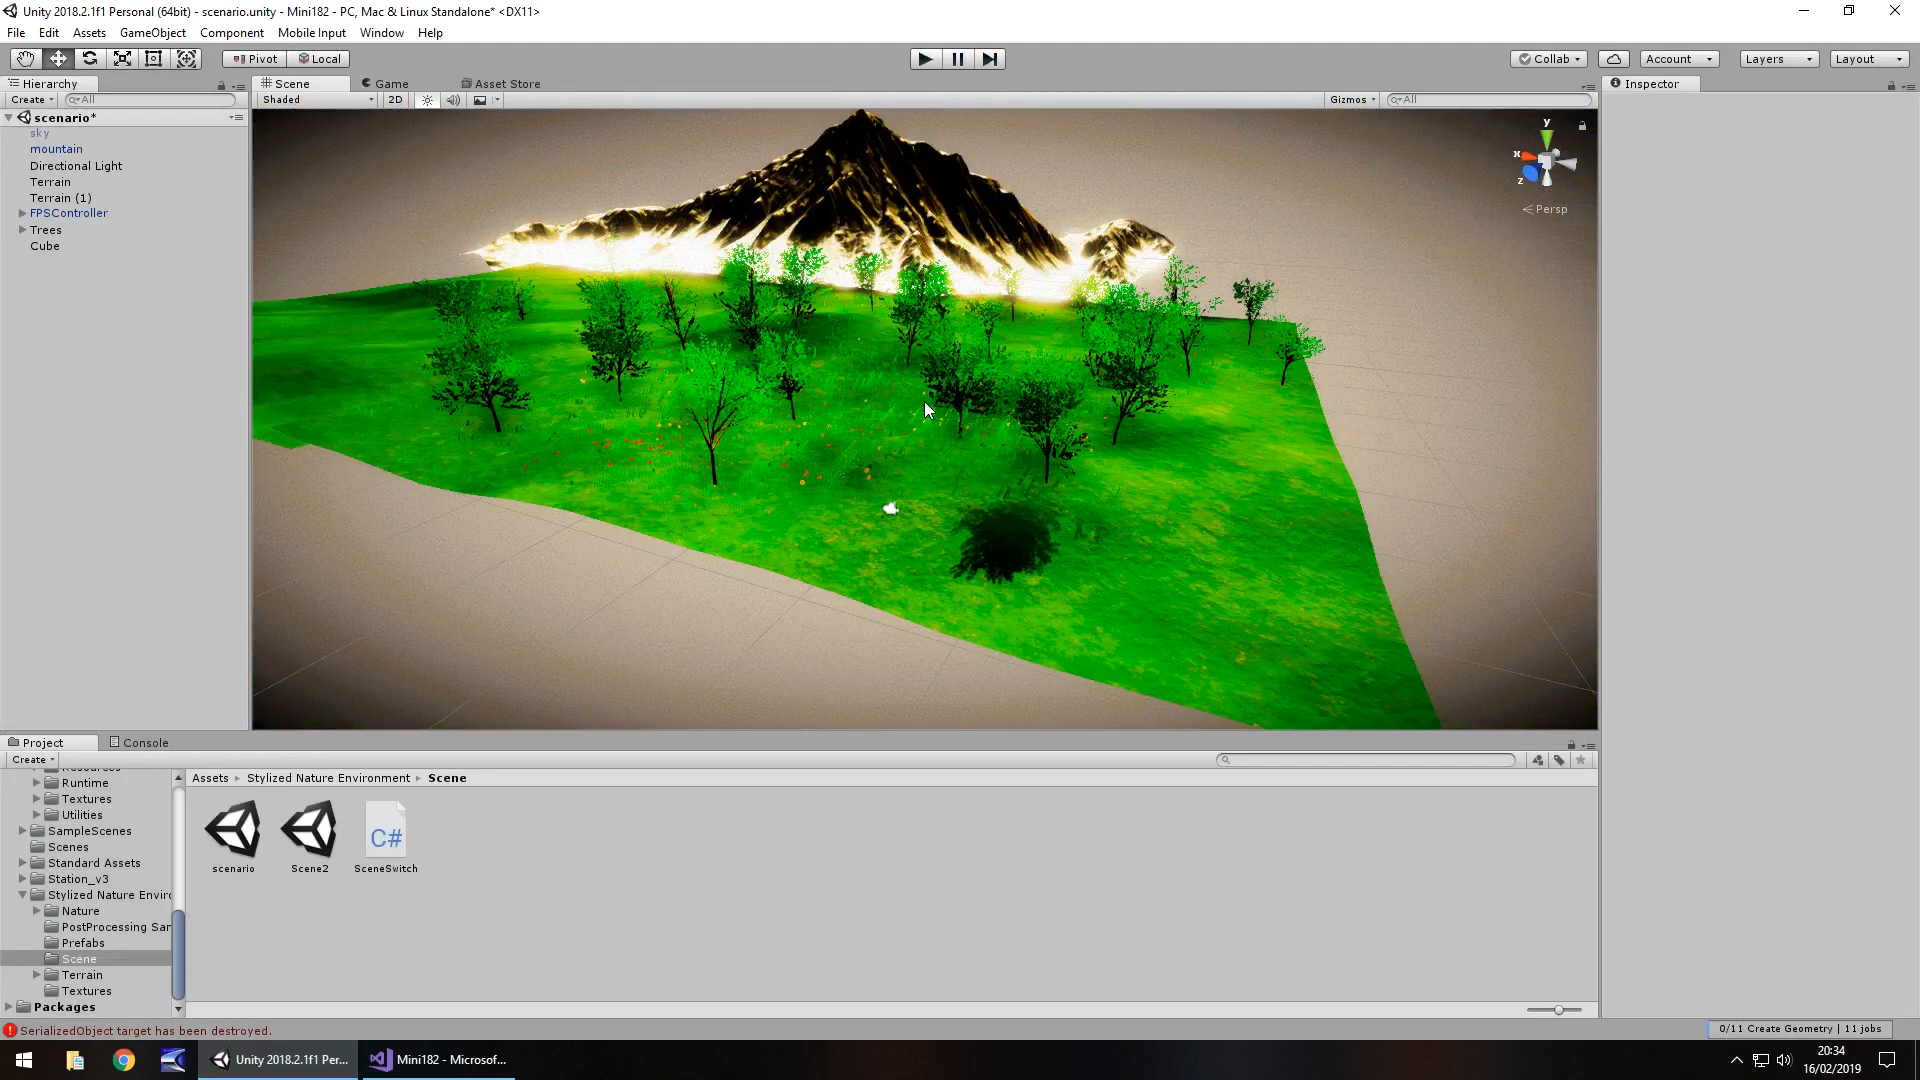 Unity 2018.2.1f1 Personal (64bit) - scenario.unity - Mini182 - PC, Mac & Linux Standalone* <DX11>
File Edit Assets GameObject Component Mobile Input Window Help
Pivot Local Collab Account Layers Layout
Hierarchy Scene Game Asset Store Inspector
Create All Shaded 2D Gizmos All
scenario*
sky
mountain
Directional Light
Terrain
Terrain (1)
FPSController
Trees
Cube
y
x
z
Persp
Project Console
Create
Resources
Assets Stylized Nature Environment Scene
Runtime
Textures
Utilities
SampleScenes
Scenes
Standard Assets
Station_v3
Stylized Nature Enviro
Nature
PostProcessing Sar
Prefabs
Scene
Terrain
Textures
Packages
C#
scenario Scene2 SceneSwitch
SerializedObject target has been destroyed.
0/11 Create Geometry | 11 jobs
Unity 2018.2.1f1 Per...
Mini182 - Microsof...
20:34
16/02/2019